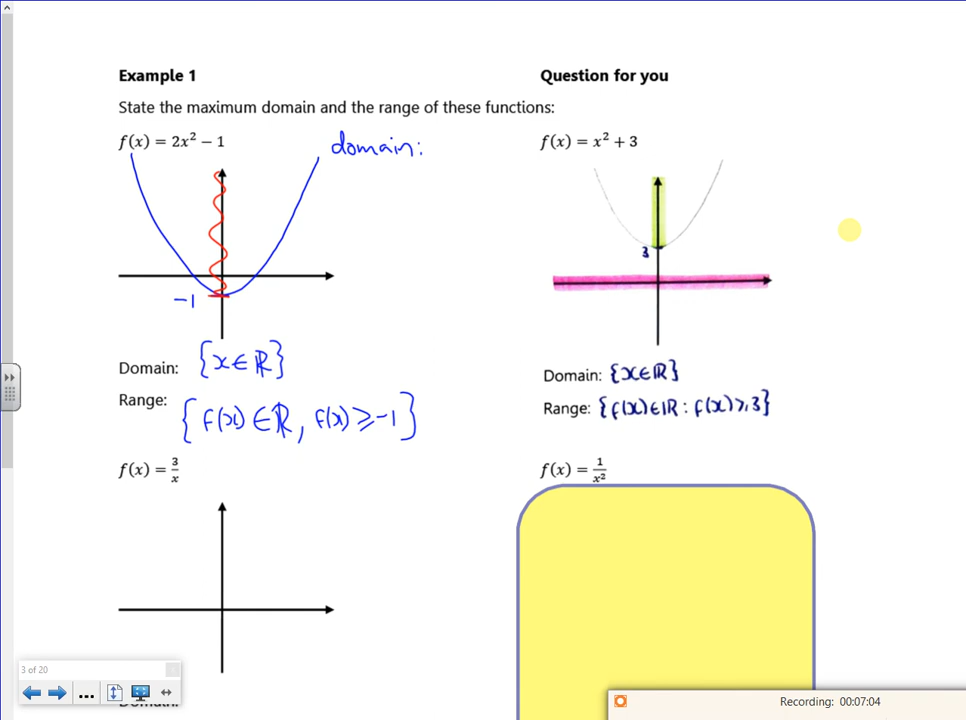 Example 1
Question for you
State the maximum domain and the range of these functions:
f(x) = 2x² − 1
domain:
f(x) = x² + 3
-1
3
Domain: {x∈ℝ}
Range: {f(x)∈ℝ, f(x)≥-1}
Domain: {x∈ℝ}
Range: {f(x)∈ℝ : f(x)≥3}
f(x) = 3/x
f(x) = 1/x²
3 of 20
Domain:
Recording: 00:07:04